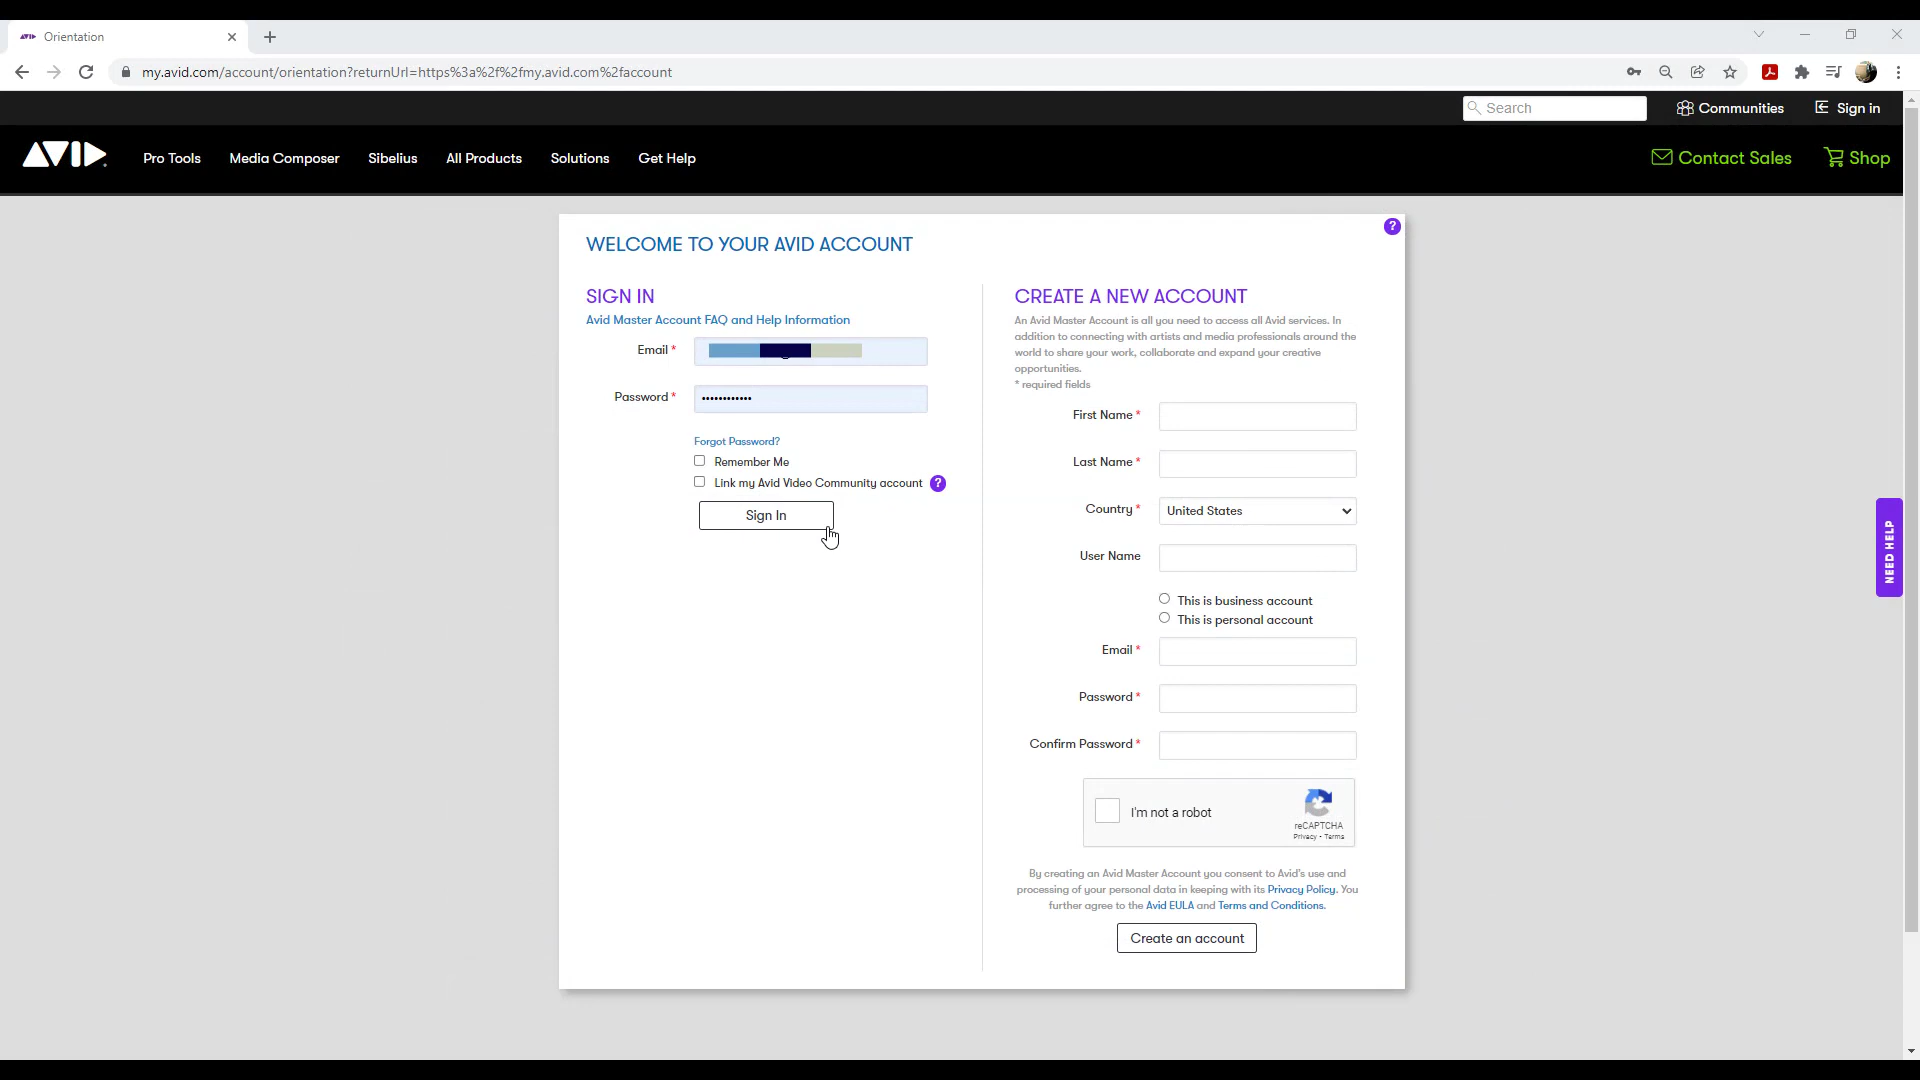 Orientation
my.avid.com/account/orientation?returnUrl=https%3a%2f%2fmy.avid.com%2faccount
Search
Communities
Sign in
AVID
Pro Tools
Media Composer
Sibelius
All Products
Solutions
Get Help
Contact Sales
Shop
WELCOME TO YOUR AVID ACCOUNT
?
SIGN IN
Avid Master Account FAQ and Help Information
Email *
Password *
••••••••••••
Forgot Password?
Remember Me
Link my Avid Video Community account ?
Sign In
CREATE A NEW ACCOUNT
An Avid Master Account is all you need to access all Avid services. In
addition to connecting with artists and media professionals around the
world to share your work, collaborate and expand your creative
opportunities.
* required fields
First Name *
Last Name *
Country *
United States
User Name
This is business account
This is personal account
Email *
Password *
Confirm Password *
I'm not a robot
reCAPTCHA
Privacy - Terms
By creating an Avid Master Account you consent to Avid's use and
processing of your personal data in keeping with its Privacy Policy. You
further agree to the Avid EULA and Terms and Conditions.
Create an account
NEED HELP